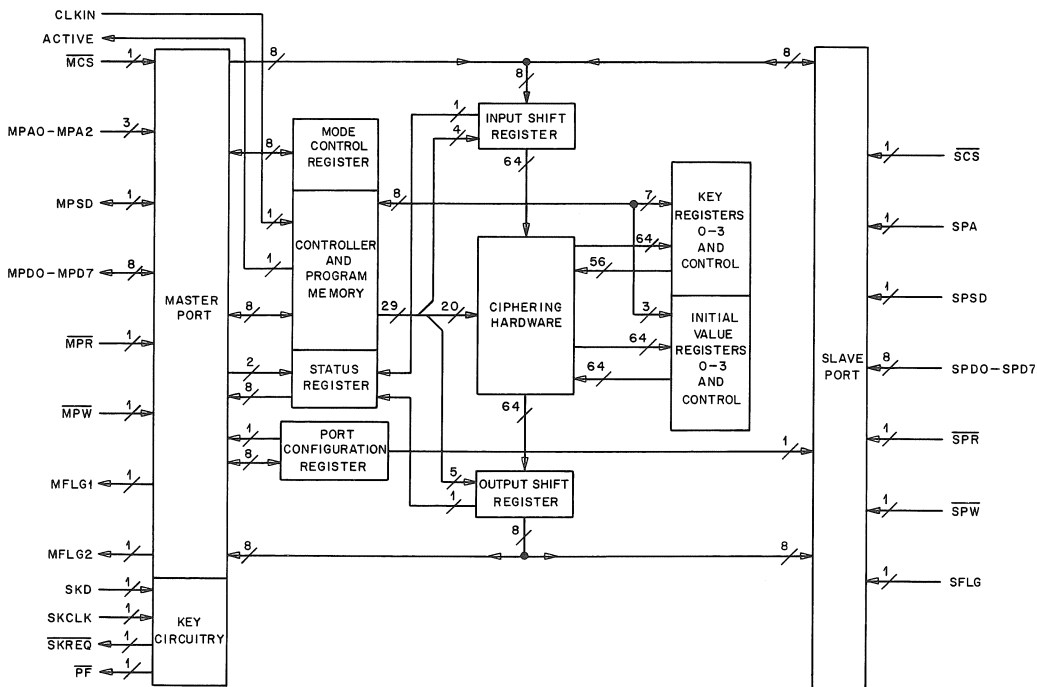 CLKIN
ACTIVE
MCS
1
8
8
8
MPA0-MPA2
3
MPSD
1
MPD0-MPD7
8
MPR
1
MPW
1
MFLG1
1
MFLG2
1
SKD
1
SKCLK
1
SKREQ
1
PF
1
MASTER
PORT
KEY
CIRCUITRY
MODE
CONTROL
REGISTER
8
CONTROLLER
AND
PROGRAM
MEMORY
1
1
8
8
29
20
STATUS
REGISTER
2
8
PORT
CONFIGURATION
REGISTER
1
8
1
INPUT SHIFT
REGISTER
1
4
64
CIPHERING
HARDWARE
64
56
64
64
64
7
3
KEY
REGISTERS
0-3
AND
CONTROL
INITIAL
VALUE
REGISTERS
0-3
AND
CONTROL
OUTPUT SHIFT
REGISTER
5
1
8
8
8
SLAVE
PORT
1
SCS
1
SPA
1
SPSD
8
SPD0-SPD7
1
SPR
1
SPW
1
SFLG